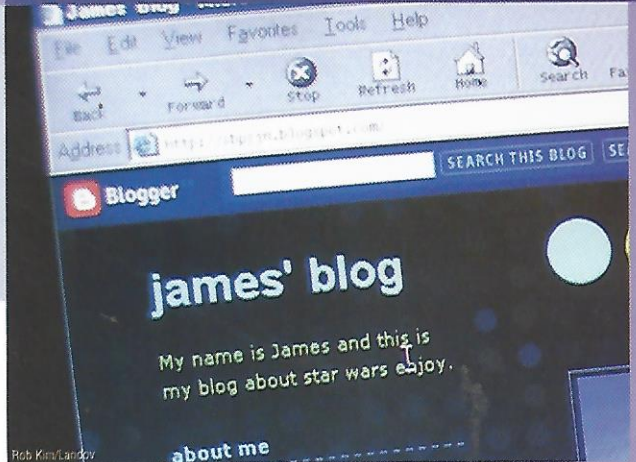 James Blog
File Edit View Favorites Tools Help
Back Forward Stop Refresh Home Search
Address
Blogger SEARCH THIS BLOG
james' blog
My name is James and this is
my blog about star wars enjoy.
about me
Rob Kim/Landov